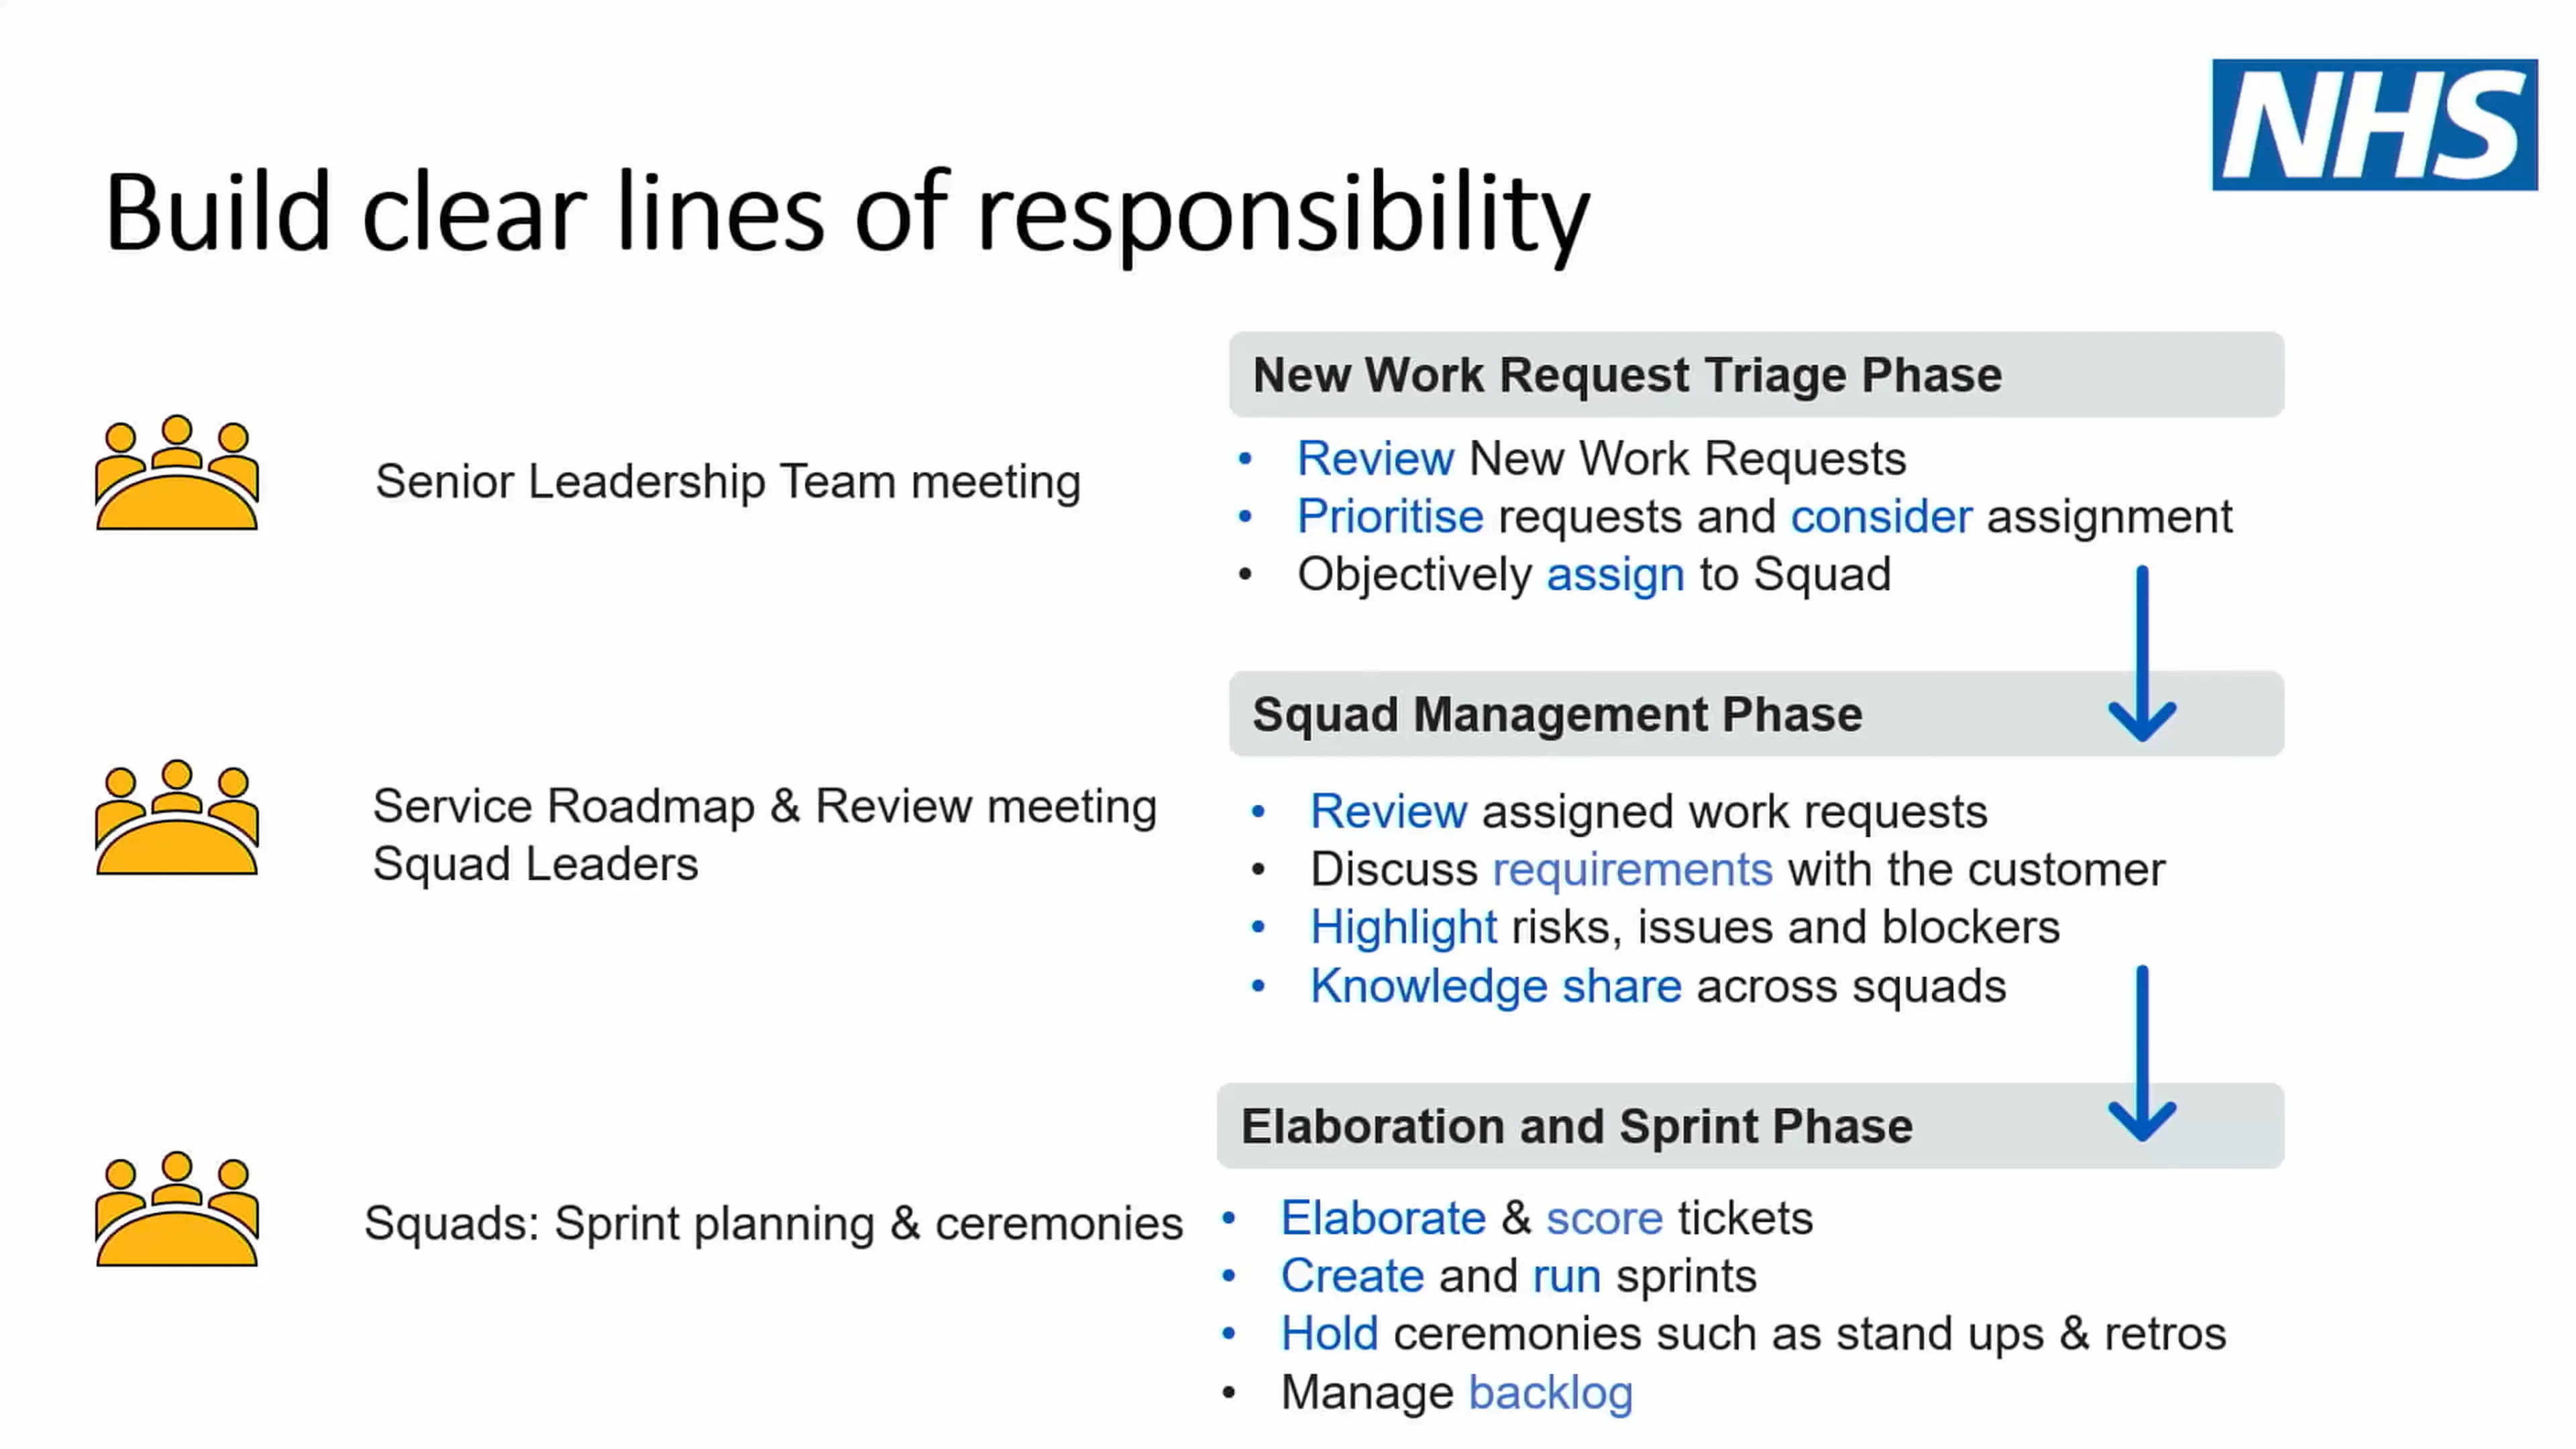 NHS
Build clear lines of responsibility
Senior Leadership Team meeting
New Work Request Triage Phase
• Review New Work Requests
• Prioritise requests and consider assignment
• Objectively assign to Squad
Service Roadmap & Review meeting
Squad Leaders
Squad Management Phase
• Review assigned work requests
• Discuss requirements with the customer
• Highlight risks, issues and blockers
• Knowledge share across squads
Squads: Sprint planning & ceremonies
Elaboration and Sprint Phase
• Elaborate & score tickets
• Create and run sprints
• Hold ceremonies such as stand ups & retros
• Manage backlog